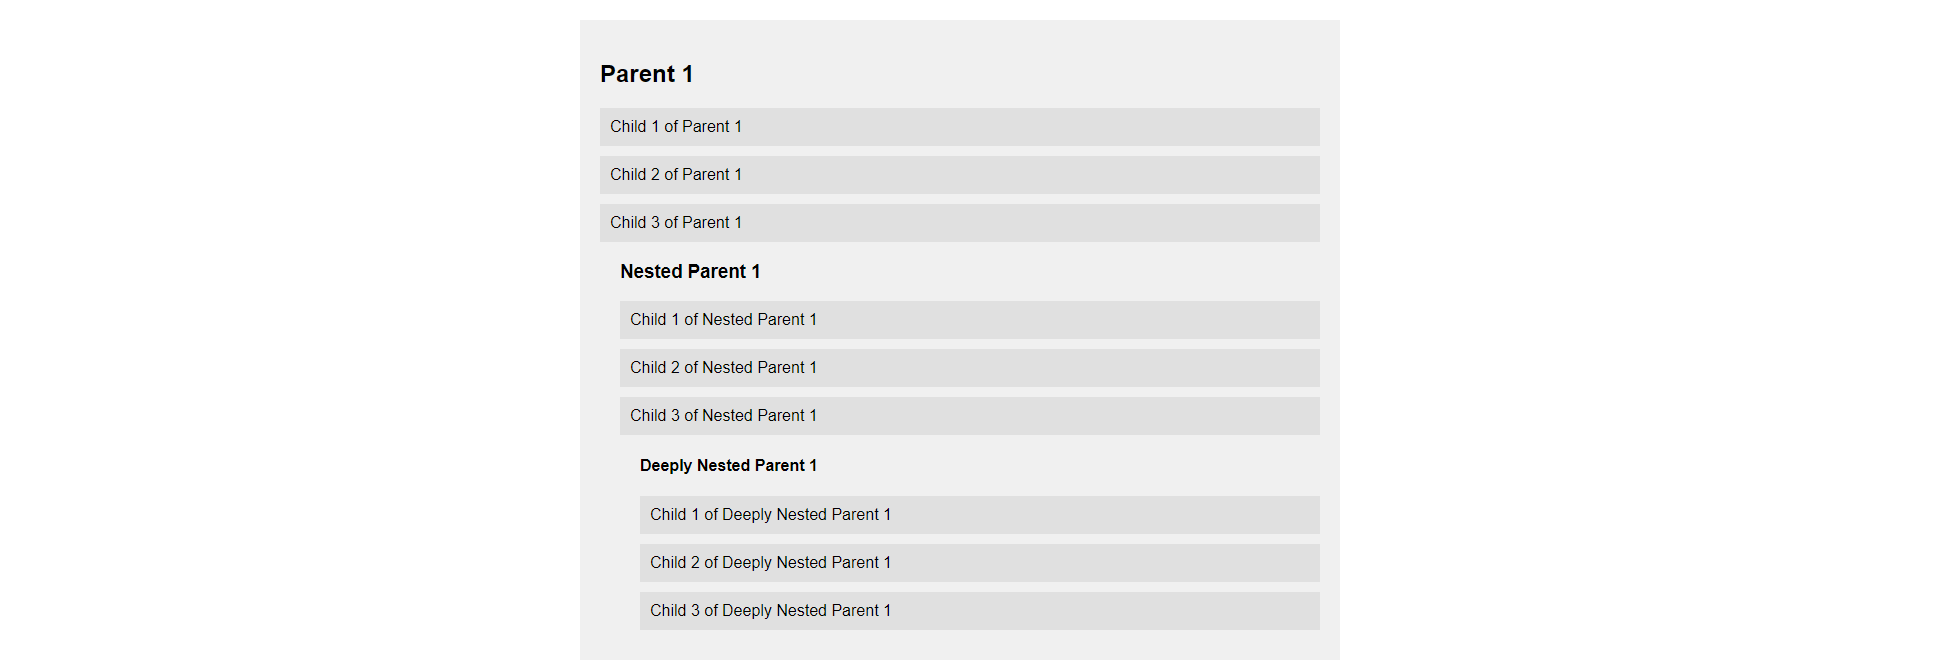 Parent 1
Child 1 of Parent 1
Child 2 of Parent 1
Child 3 of Parent 1
Nested Parent 1
Child 1 of Nested Parent 1
Child 2 of Nested Parent 1
Child 3 of Nested Parent 1
Deeply Nested Parent 1
Child 1 of Deeply Nested Parent 1
Child 2 of Deeply Nested Parent 1
Child 3 of Deeply Nested Parent 1